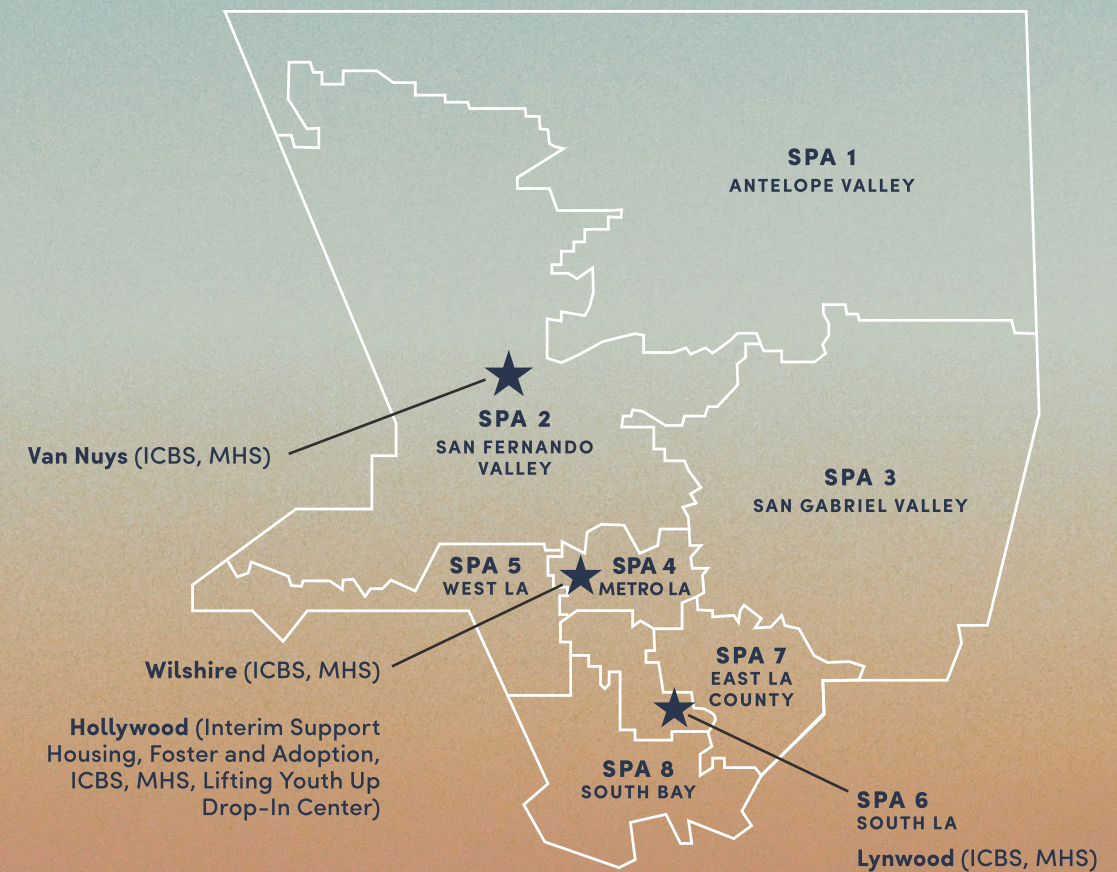 SPA 1
ANTELOPE VALLEY
SPA 2
SAN FERNANDO
VALLEY
Van Nuys (ICBS, MHS)
SPA 3
SAN GABRIEL VALLEY
SPA 5
WEST LA
SPA 4
METRO LA
Wilshire (ICBS, MHS)
Hollywood (Interim Support
Housing, Foster and Adoption,
ICBS, MHS, Lifting Youth Up
Drop-In Center)
SPA 7
EAST LA
COUNTY
SPA 8
SOUTH BAY
SPA 6
SOUTH LA
Lynwood (ICBS, MHS)